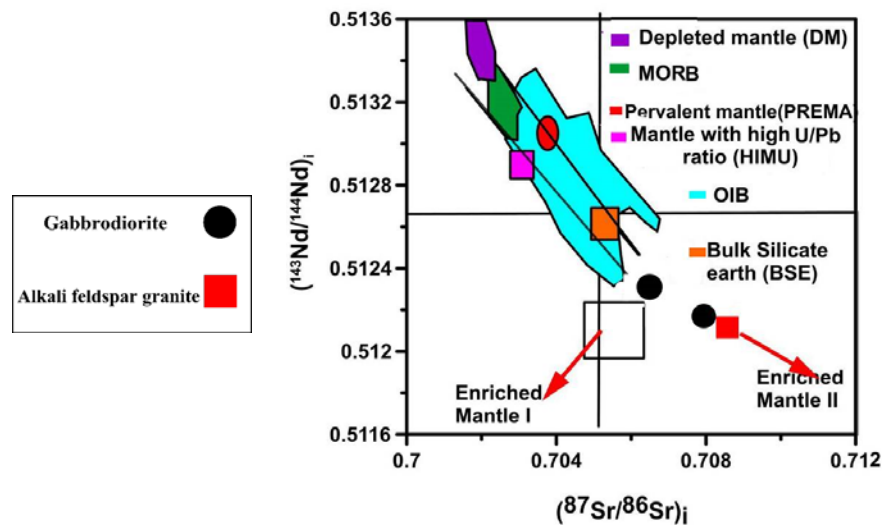 Gabbrodiorite
Alkali feldspar granite
(¹⁴³Nd/¹⁴⁴Nd)i
0.5136
0.5132
0.5128
0.5124
0.512
0.5116
Depleted mantle (DM)
MORB
Pervalent mantle(PREMA)
Mantle with high U/Pb
ratio (HIMU)
OIB
Bulk Silicate
earth (BSE)
Enriched
Mantle I
Enriched
Mantle II
0.7
0.704
0.708
0.712
(⁸⁷Sr/⁸⁶Sr)i